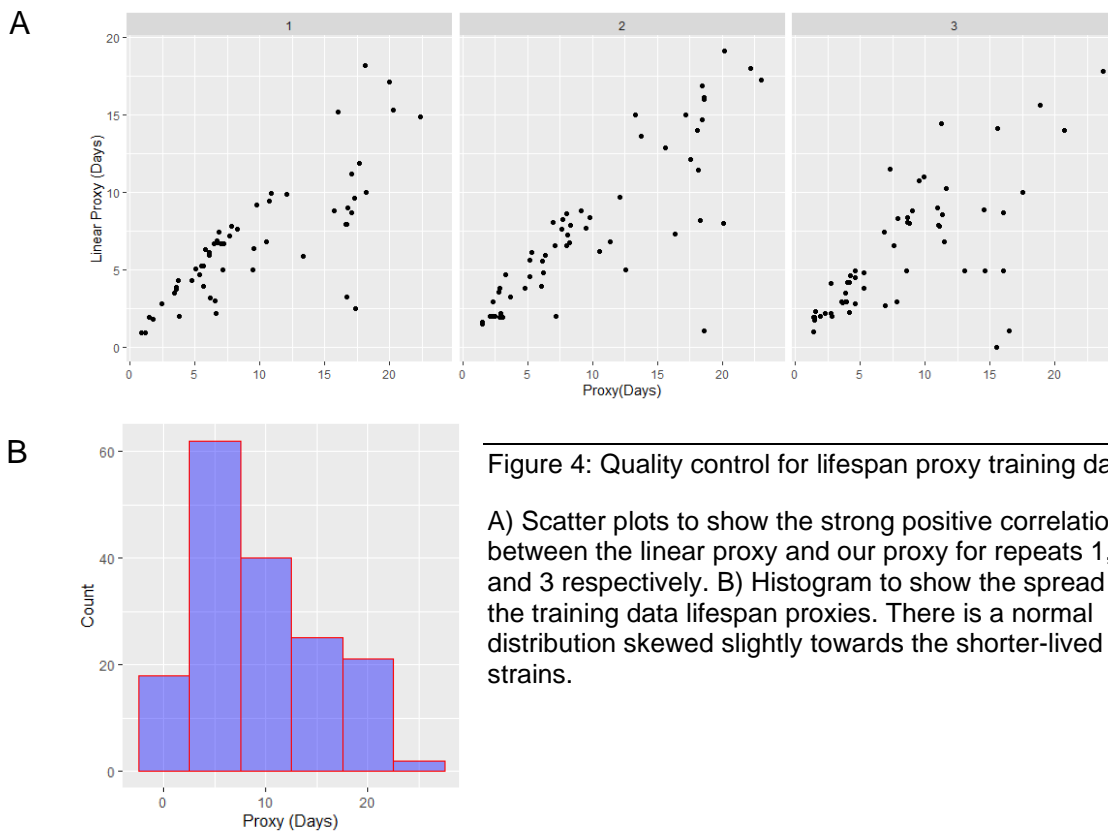 A
1 2 3
20
15
10
5
0
Linear Proxy (Days)
0 5 10 15 20 0 5 10 15 20 0 5 10 15 20
Proxy(Days)
B
60
40
20
0
Count
0 10 20
Proxy (Days)
Figure 4: Quality control for lifespan proxy training da
A) Scatter plots to show the strong positive correlatio
between the linear proxy and our proxy for repeats 1,
and 3 respectively. B) Histogram to show the spread
the training data lifespan proxies. There is a normal
distribution skewed slightly towards the shorter-lived
strains.